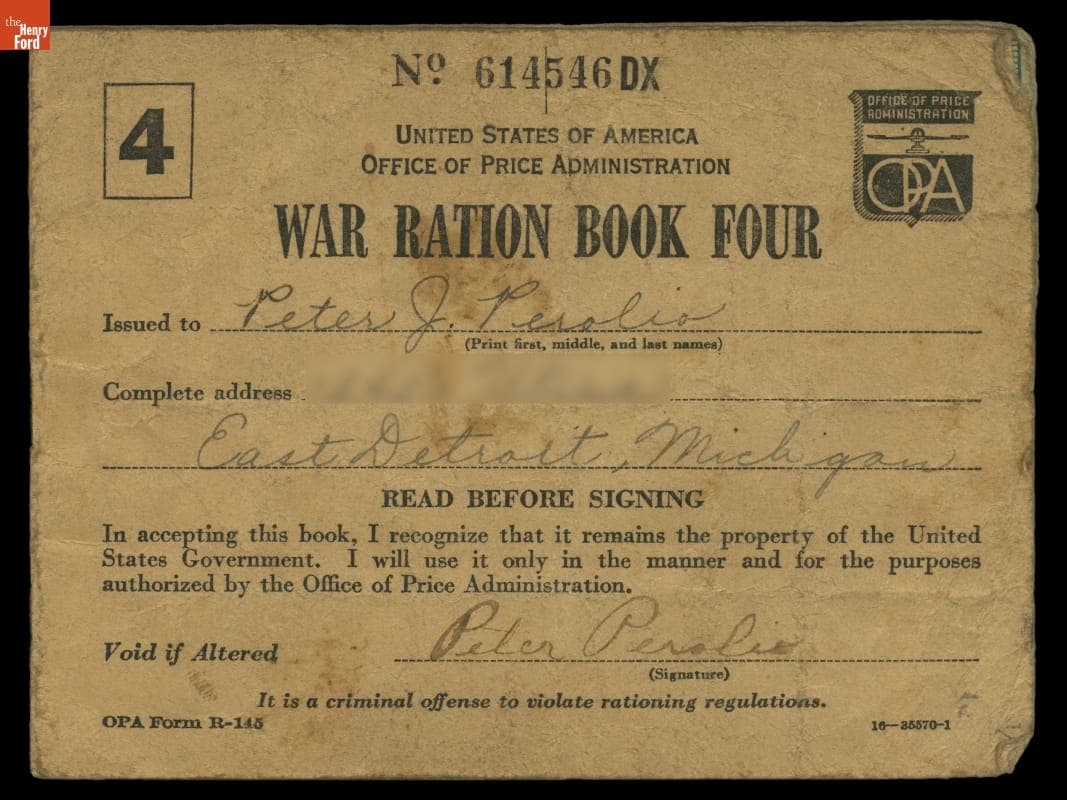 the
Henry
Ford
No 614546 DX
4
OFFICE OF PRICE
ADMINISTRATION
OPA
UNITED STATES OF AMERICA
OFFICE OF PRICE ADMINISTRATION
WAR RATION BOOK FOUR
Issued to Peter J. Perolio
(Print first, middle, and last names)
Complete address
East Detroit, Michigan
READ BEFORE SIGNING
In accepting this book, I recognize that it remains the property of the United
States Government. I will use it only in the manner and for the purposes
authorized by the Office of Price Administration.
Void if Altered Peter Perolio
(Signature)
It is a criminal offense to violate rationing regulations.
OPA Form R-145 16—35570-1